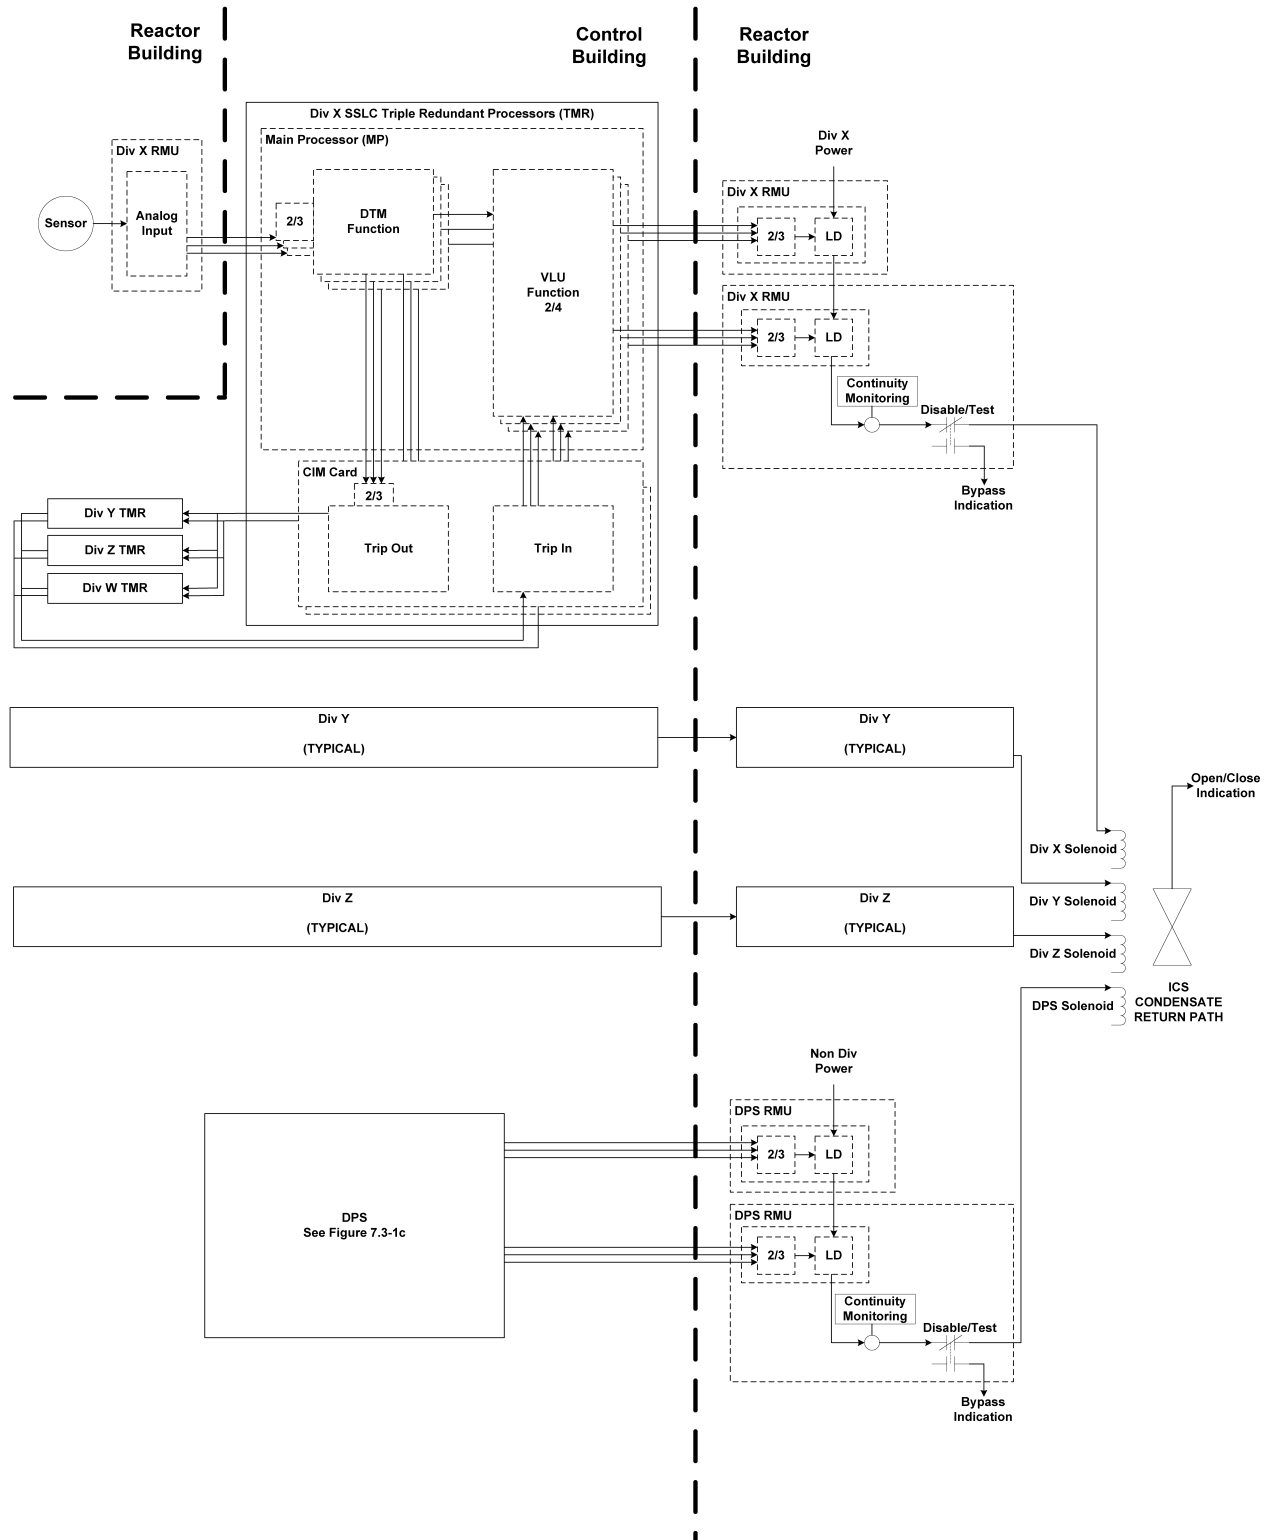 Reactor
Building
Control
Building
Reactor
Building
Div X SSLC Triple Redundant Processors (TMR)
Main Processor (MP)
Div X RMU
Sensor
Analog
Input
2/3
DTM
Function
VLU
Function
2/4
Div X
Power
Div X RMU
2/3
LD
Div X RMU
2/3
LD
Continuity
Monitoring
Disable/Test
Bypass
Indication
CIM Card
2/3
Trip Out
Trip In
Div Y TMR
Div Z TMR
Div W TMR
Div Y
(TYPICAL)
Div Y
(TYPICAL)
Open/Close
Indication
Div X Solenoid
Div Z
(TYPICAL)
Div Z
(TYPICAL)
Div Y Solenoid
Div Z Solenoid
DPS Solenoid
ICS
CONDENSATE
RETURN PATH
Non Div
Power
DPS RMU
2/3
LD
DPS
See Figure 7.3-1c
DPS RMU
2/3
LD
Continuity
Monitoring
Disable/Test
Bypass
Indication